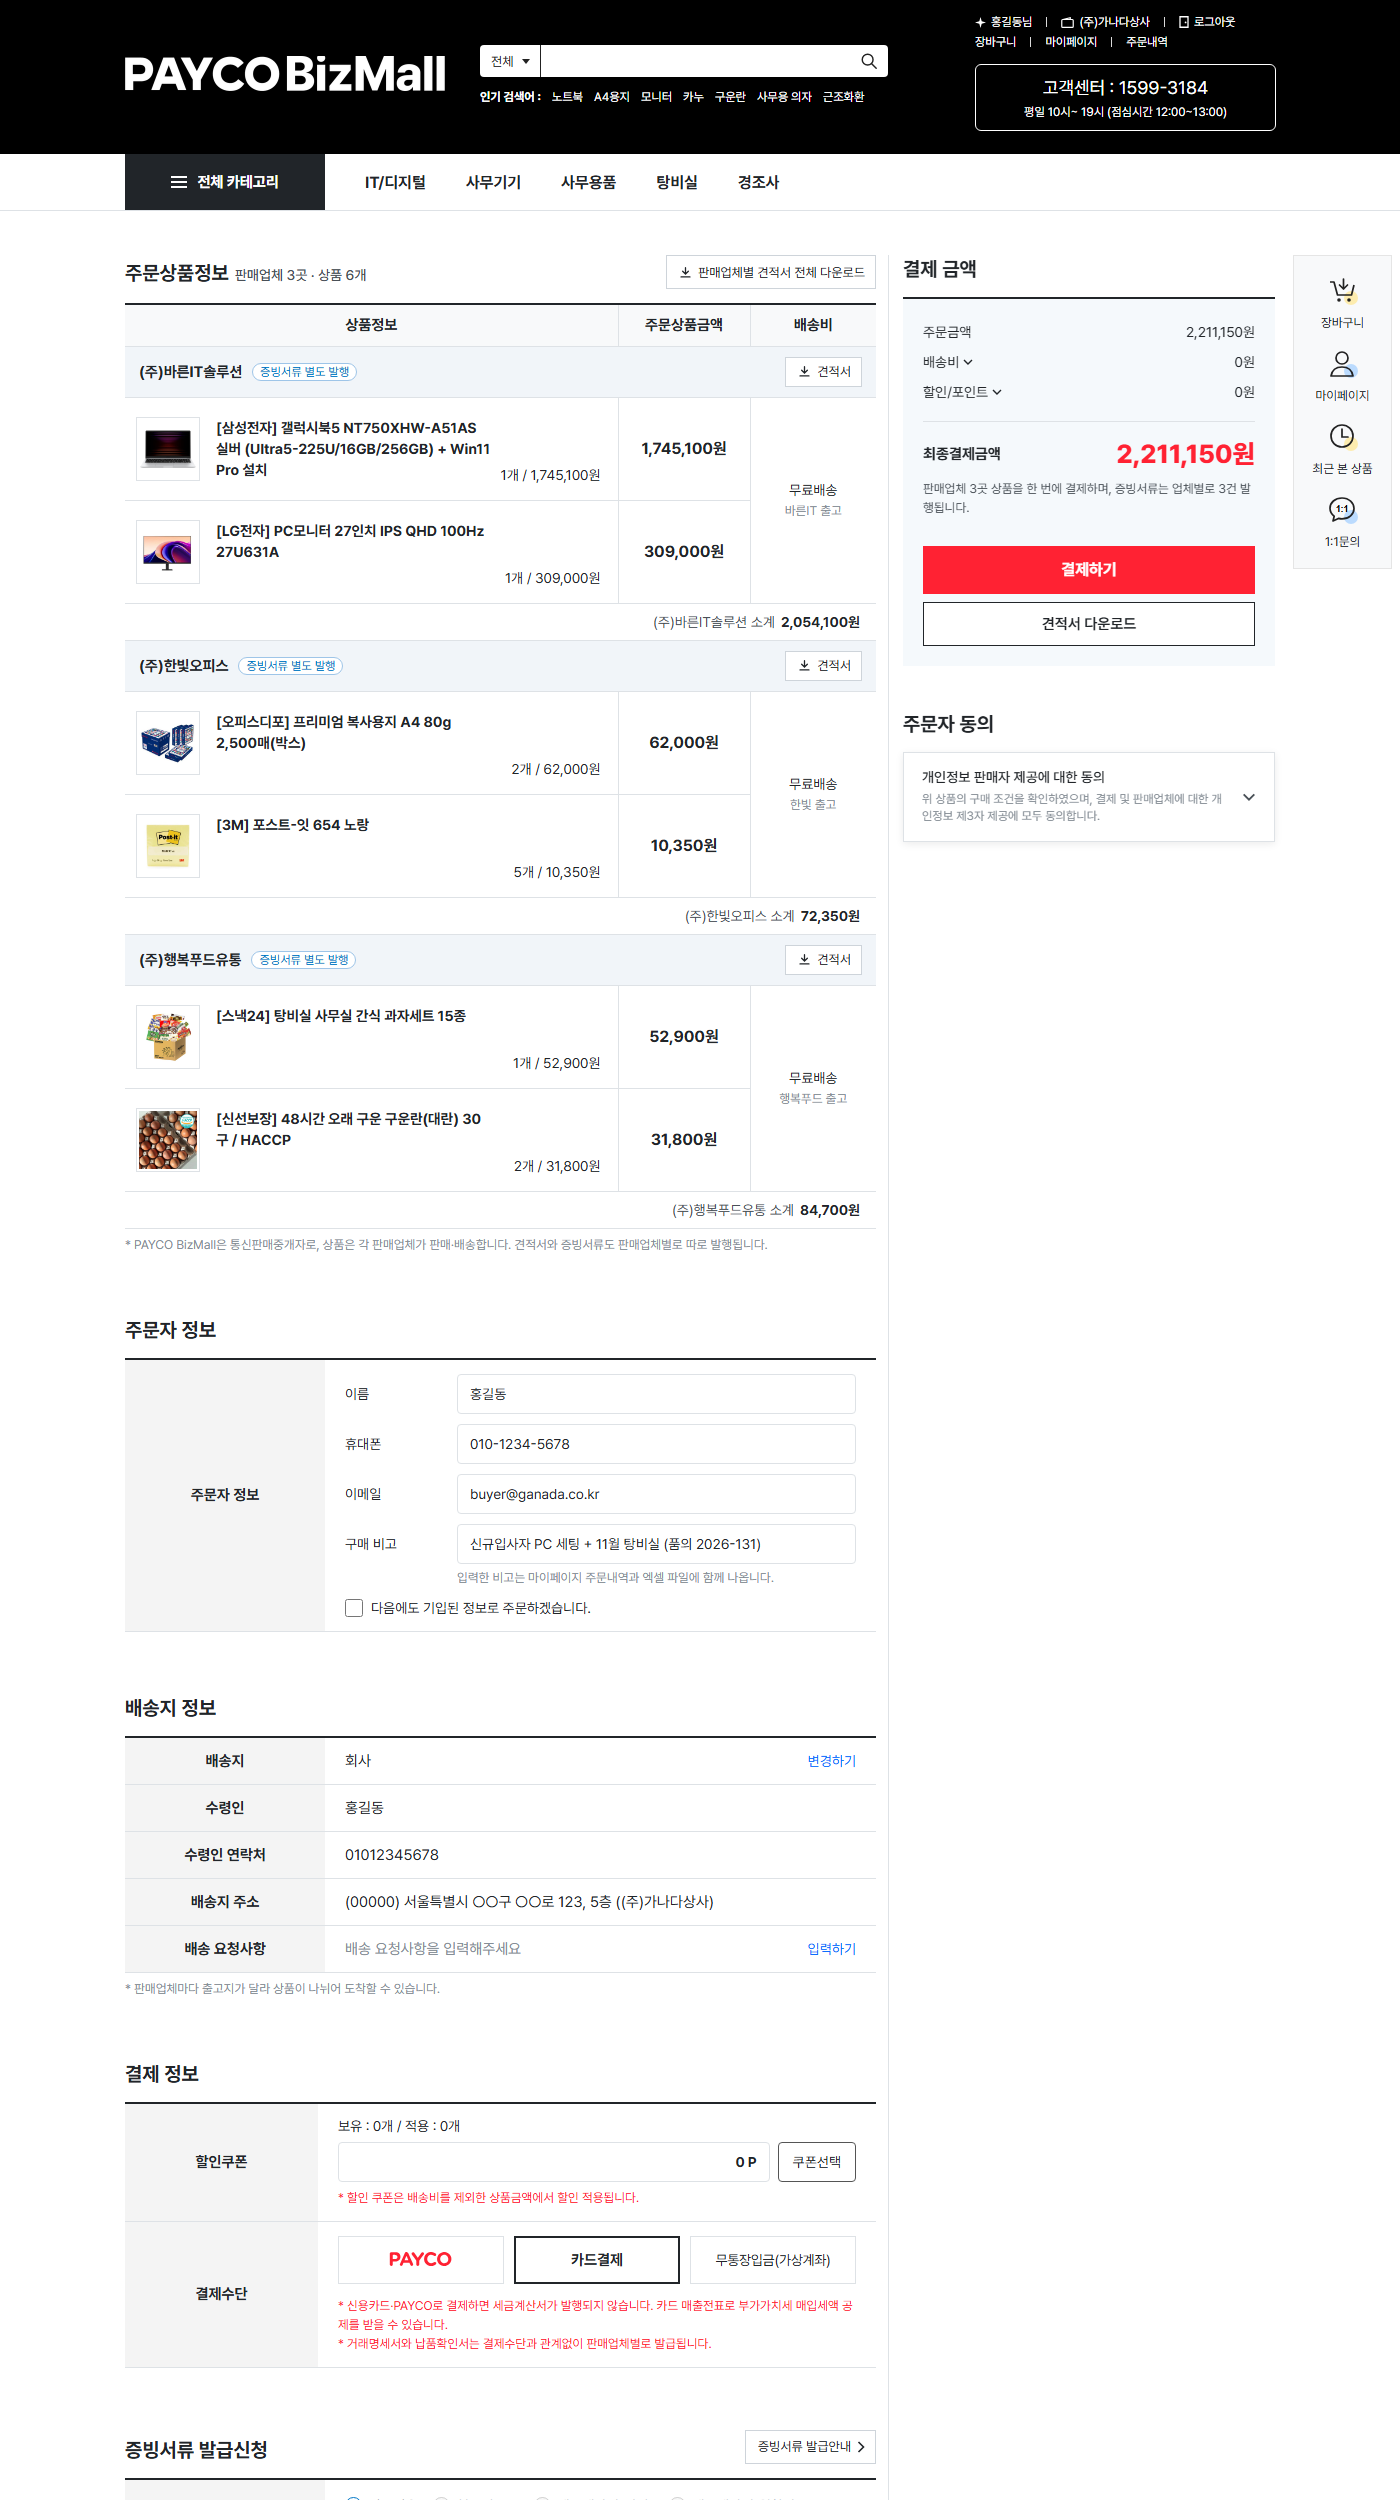 홍길동님
(주)가나다상사
로그아웃
장바구니
마이페이지
주문내역
PAYCO BizMall
전체
인기 검색어 : 노트북 A4용지 모니터 카누 구운란 사무용 의자 근조화환
고객센터 : 1599-3184
평일 10시~ 19시 (점심시간 12:00~13:00)
전체 카테고리
IT/디지털
사무기기
사무용품
탕비실
경조사
주문상품정보 판매업체 3곳 · 상품 6개
판매업체별 견적서 전체 다운로드
상품정보 주문상품금액 배송비
(주)바른IT솔루션 증빙서류 별도 발행 견적서
[삼성전자] 갤럭시북5 NT750XHW-A51AS
실버 (Ultra5-225U/16GB/256GB) + Win11
Pro 설치
1개 / 1,745,100원
1,745,100원
무료배송
바른IT 출고
[LG전자] PC모니터 27인치 IPS QHD 100Hz
27U631A
1개 / 309,000원
309,000원
(주)바른IT솔루션 소계 2,054,100원
(주)한빛오피스 증빙서류 별도 발행 견적서
[오피스디포] 프리미엄 복사용지 A4 80g
2,500매(박스)
2개 / 62,000원
62,000원
무료배송
한빛 출고
Post-it
[3M] 포스트-잇 654 노랑
5개 / 10,350원
10,350원
(주)한빛오피스 소계 72,350원
(주)행복푸드유통 증빙서류 별도 발행 견적서
[스낵24] 탕비실 사무실 간식 과자세트 15종
1개 / 52,900원
52,900원
무료배송
행복푸드 출고
[신선보장] 48시간 오래 구운 구운란(대란) 30
구 / HACCP
2개 / 31,800원
31,800원
(주)행복푸드유통 소계 84,700원
* PAYCO BizMall은 통신판매중개자로, 상품은 각 판매업체가 판매·배송합니다. 견적서와 증빙서류도 판매업체별로 따로 발행됩니다.
결제 금액
주문금액 2,211,150원
배송비 0원
할인/포인트 0원
최종결제금액 2,211,150원
판매업체 3곳 상품을 한 번에 결제하며, 증빙서류는 업체별로 3건 발
행됩니다.
결제하기
견적서 다운로드
주문자 동의
개인정보 판매자 제공에 대한 동의
위 상품의 구매 조건을 확인하였으며, 결제 및 판매업체에 대한 개
인정보 제3자 제공에 모두 동의합니다.
장바구니
마이페이지
최근 본 상품
1:1
1:1문의
주문자 정보
주문자 정보
이름 홍길동
휴대폰 010-1234-5678
이메일 buyer@ganada.co.kr
구매 비고 신규입사자 PC 세팅 + 11월 탕비실 (품의 2026-131)
입력한 비고는 마이페이지 주문내역과 엑셀 파일에 함께 나옵니다.
다음에도 기입된 정보로 주문하겠습니다.
배송지 정보
배송지 회사 변경하기
수령인 홍길동
수령인 연락처 01012345678
배송지 주소 (00000) 서울특별시 〇〇구 〇〇로 123, 5층 ((주)가나다상사)
배송 요청사항 배송 요청사항을 입력해주세요 입력하기
* 판매업체마다 출고지가 달라 상품이 나뉘어 도착할 수 있습니다.
결제 정보
할인쿠폰
보유 : 0개 / 적용 : 0개
0 P 쿠폰선택
* 할인 쿠폰은 배송비를 제외한 상품금액에서 할인 적용됩니다.
결제수단
PAYCO 카드결제 무통장입금(가상계좌)
* 신용카드·PAYCO로 결제하면 세금계산서가 발행되지 않습니다. 카드 매출전표로 부가가치세 매입세액 공
제를 받을 수 있습니다.
* 거래명세서와 납품확인서는 결제수단과 관계없이 판매업체별로 발급됩니다.
증빙서류 발급신청
증빙서류 발급안내